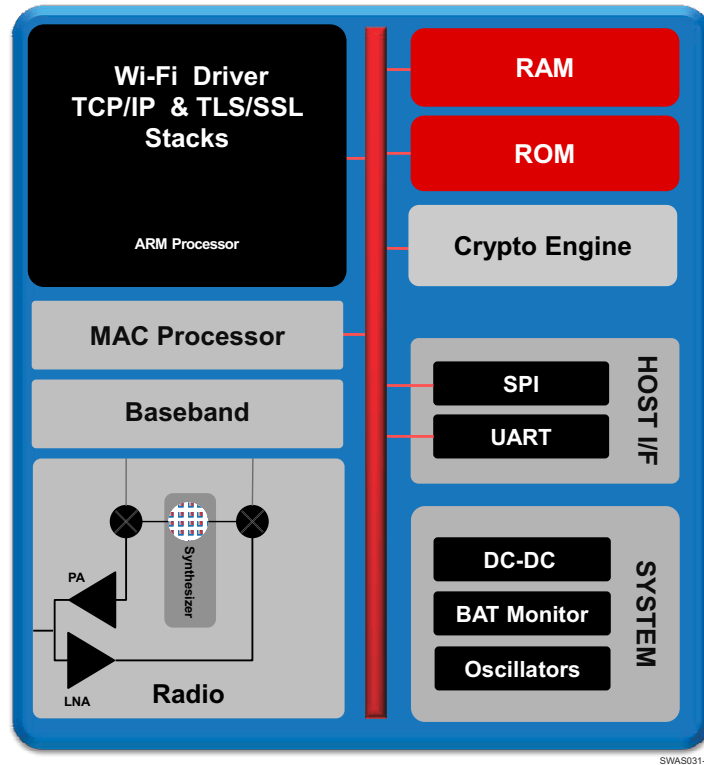 Wi-Fi Driver
TCP/IP & TLS/SSL
Stacks
ARM Processor
MAC Processor
Baseband
Synthesizer
PA
LNA
Radio
RAM
ROM
Crypto Engine
SPI
UART
HOST I/F
DC-DC
BAT Monitor
Oscillators
SYSTEM
SWAS031-